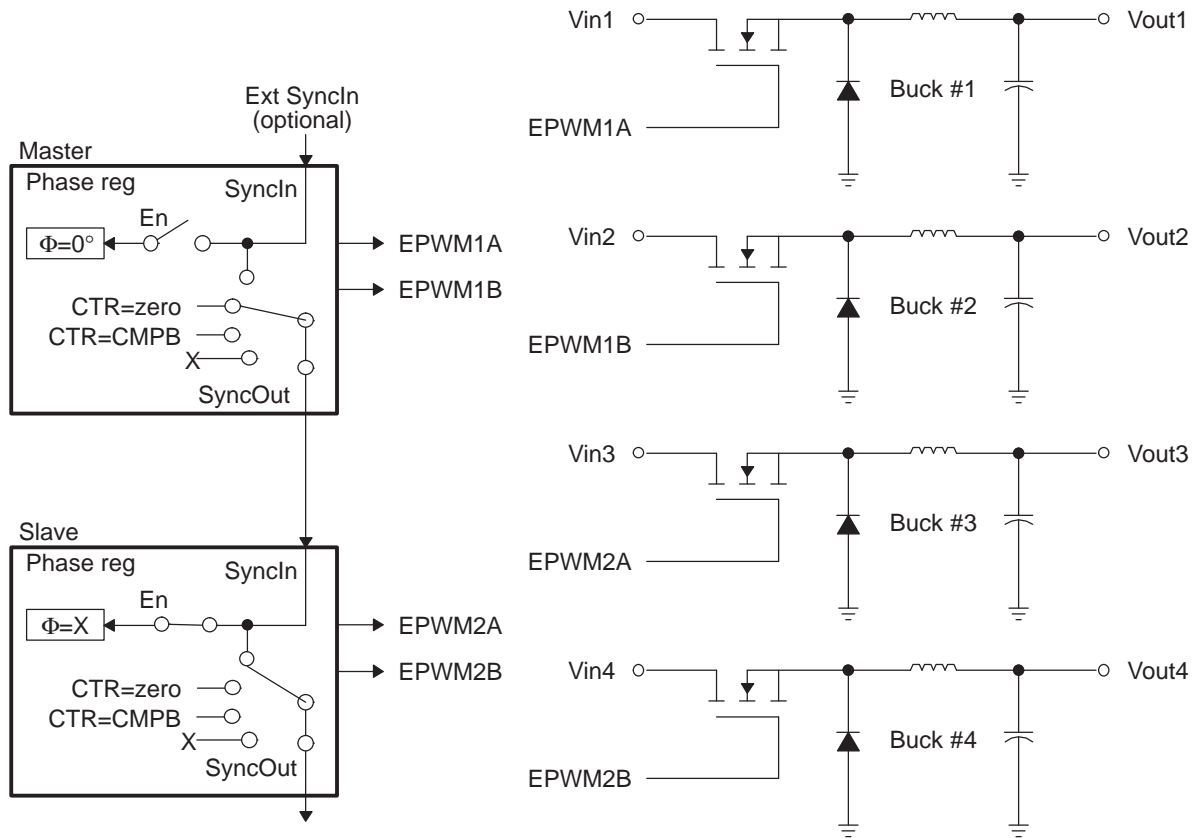 Ext SyncIn
(optional)
Master
Phase reg
SyncIn
En
Φ=0°
EPWM1A
EPWM1B
CTR=zero
CTR=CMPB
X
SyncOut
Slave
Phase reg
SyncIn
En
Φ=X
EPWM2A
EPWM2B
CTR=zero
CTR=CMPB
X
SyncOut
Vin1
Vout1
Buck #1
EPWM1A
Vin2
Vout2
Buck #2
EPWM1B
Vin3
Vout3
Buck #3
EPWM2A
Vin4
Vout4
Buck #4
EPWM2B